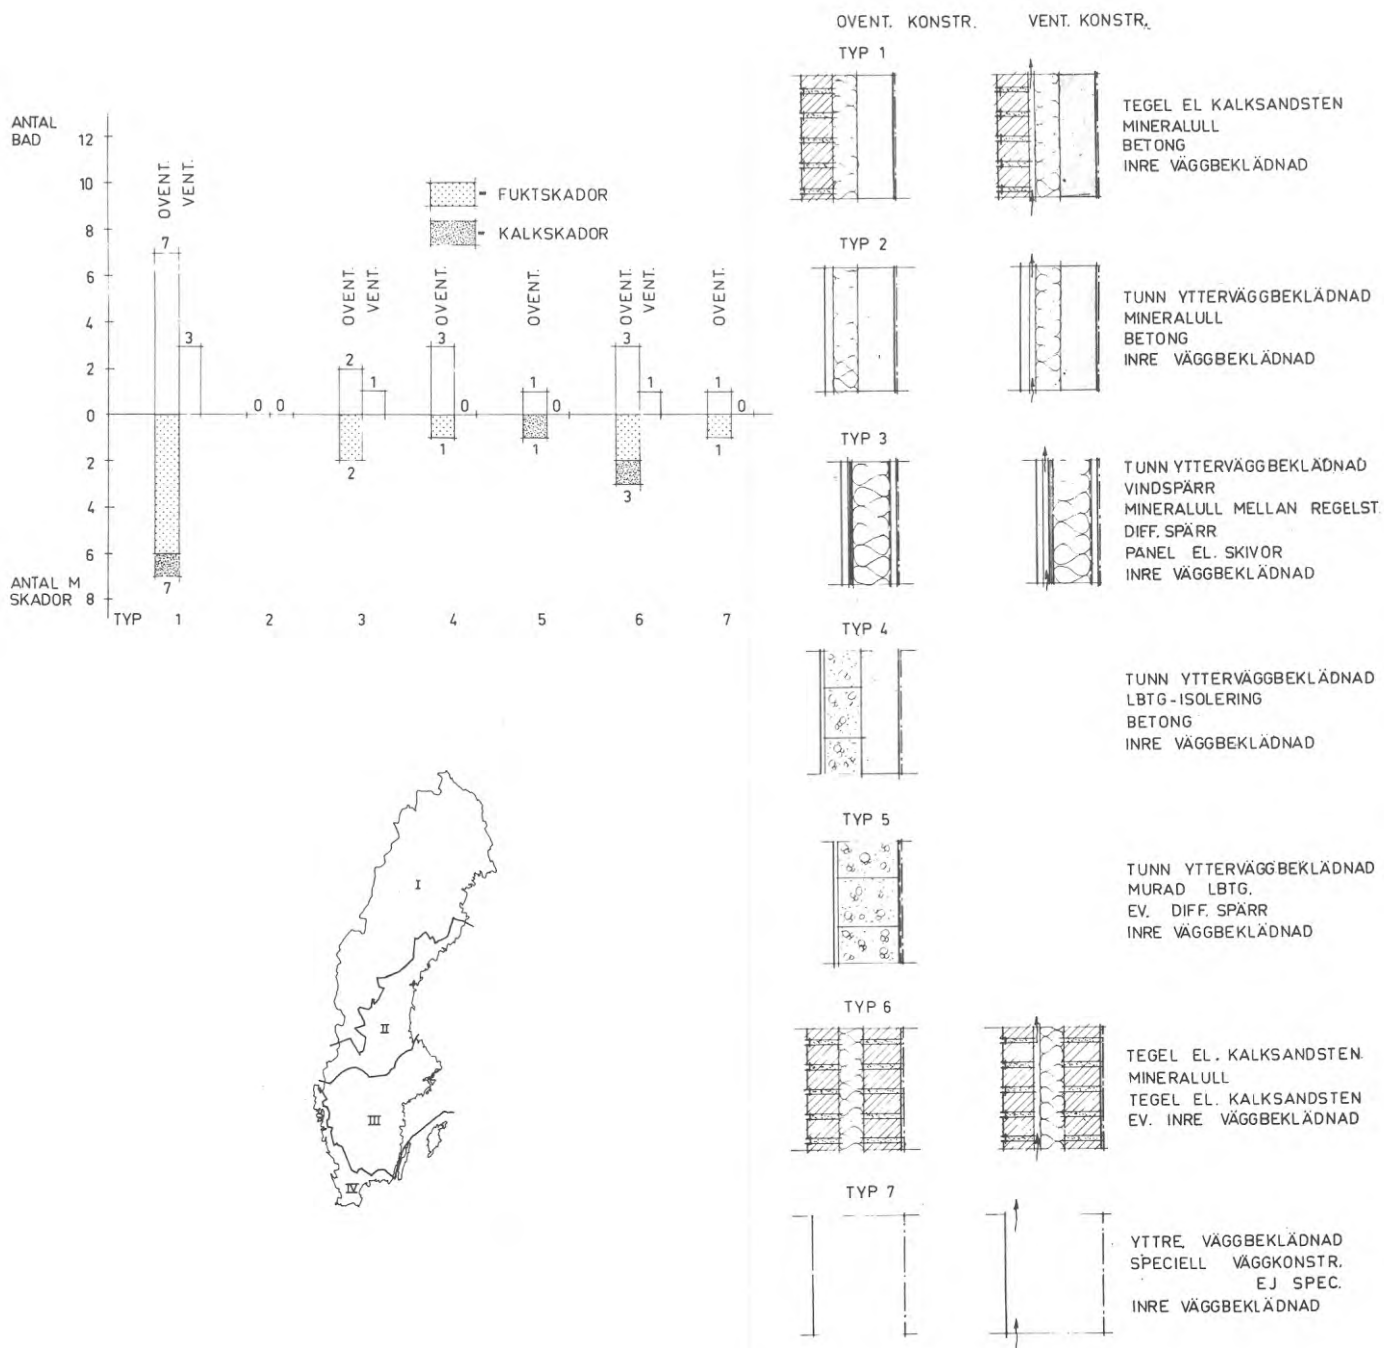 ANTAL
BAD
12
10
8
6
4
2
0
2
4
6
8
ANTAL M
SKADOR
OVENT.
VENT.
7
3
7
0 0
OVENT.
VENT.
2
1
2
OVENT.
3
0
1
OVENT.
1
0
1
OVENT.
VENT.
3
1
3
OVENT.
1
0
1
= FUKTSKADOR
= KALKSKADOR
TYP 1 2 3 4 5 6 7
I
II
III
IV
OVENT. KONSTR. VENT. KONSTR.
TYP 1
TEGEL EL KALKSANDSTEN
MINERALULL
BETONG
INRE VÄGGBEKLÄDNAD
TYP 2
TUNN YTTERVÄGGBEKLÄDNAD
MINERALULL
BETONG
INRE VÄGGBEKLÄDNAD
TYP 3
TUNN YTTERVÄGGBEKLÄDNAD
VINDSPÄRR
MINERALULL MELLAN REGELST.
DIFF. SPÄRR
PANEL EL. SKIVOR
INRE VÄGGBEKLÄDNAD
TYP 4
TUNN YTTERVÄGGBEKLÄDNAD
LBTG-ISOLERING
BETONG
INRE VÄGGBEKLÄDNAD
TYP 5
TUNN YTTERVÄGGBEKLÄDNAD
MURAD LBTG.
EV. DIFF. SPÄRR
INRE VÄGGBEKLÄDNAD
TYP 6
TEGEL EL. KALKSANDSTEN
MINERALULL
TEGEL EL. KALKSANDSTEN
EV. INRE VÄGGBEKLÄDNAD
TYP 7
YTTRE VÄGGBEKLÄDNAD
SPECIELL VÄGGKONSTR.
EJ SPEC.
INRE VÄGGBEKLÄDNAD